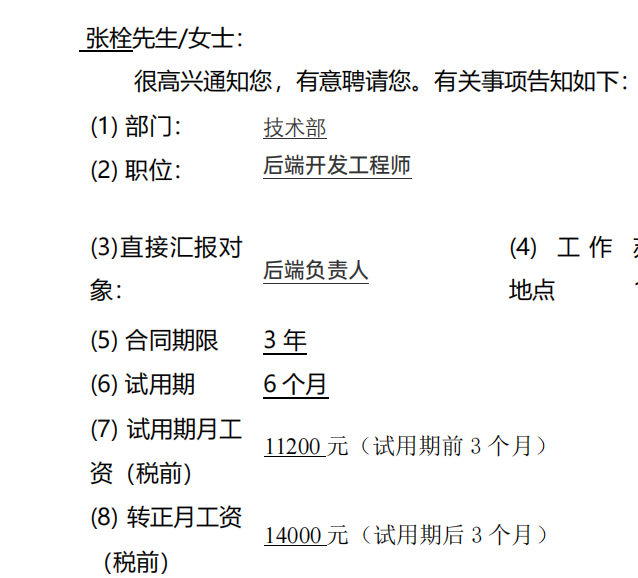 张栓先生/女士：
很高兴通知您，有意聘请您。有关事项告知如下：
(1) 部门： 技术部
(2) 职位： 后端开发工程师
(3)直接汇报对 (4) 工 作
象： 后端负责人 地点
(5) 合同期限 3 年
(6) 试用期 6 个月
(7) 试用期月工
资（税前） 11200 元（试用期前 3 个月）
(8) 转正月工资
（税前） 14000 元（试用期后 3 个月）